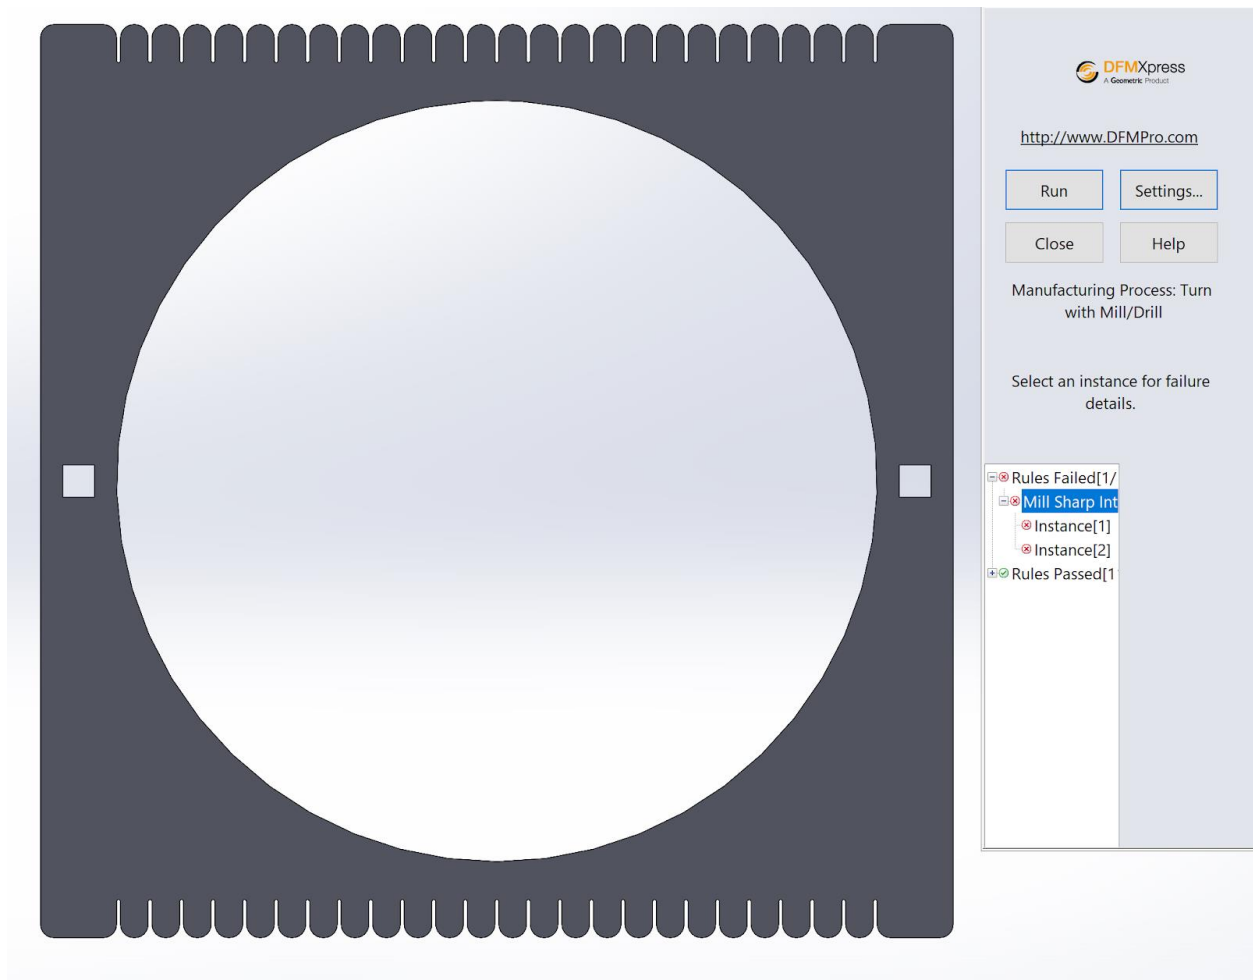 DFMXpress
A Geometric Product
http://www.DFMPro.com
Run
Settings...
Close
Help
Manufacturing Process: Turn
with Mill/Drill
Select an instance for failure
details.
Rules Failed[1/
Mill Sharp Int
Instance[1]
Instance[2]
Rules Passed[1